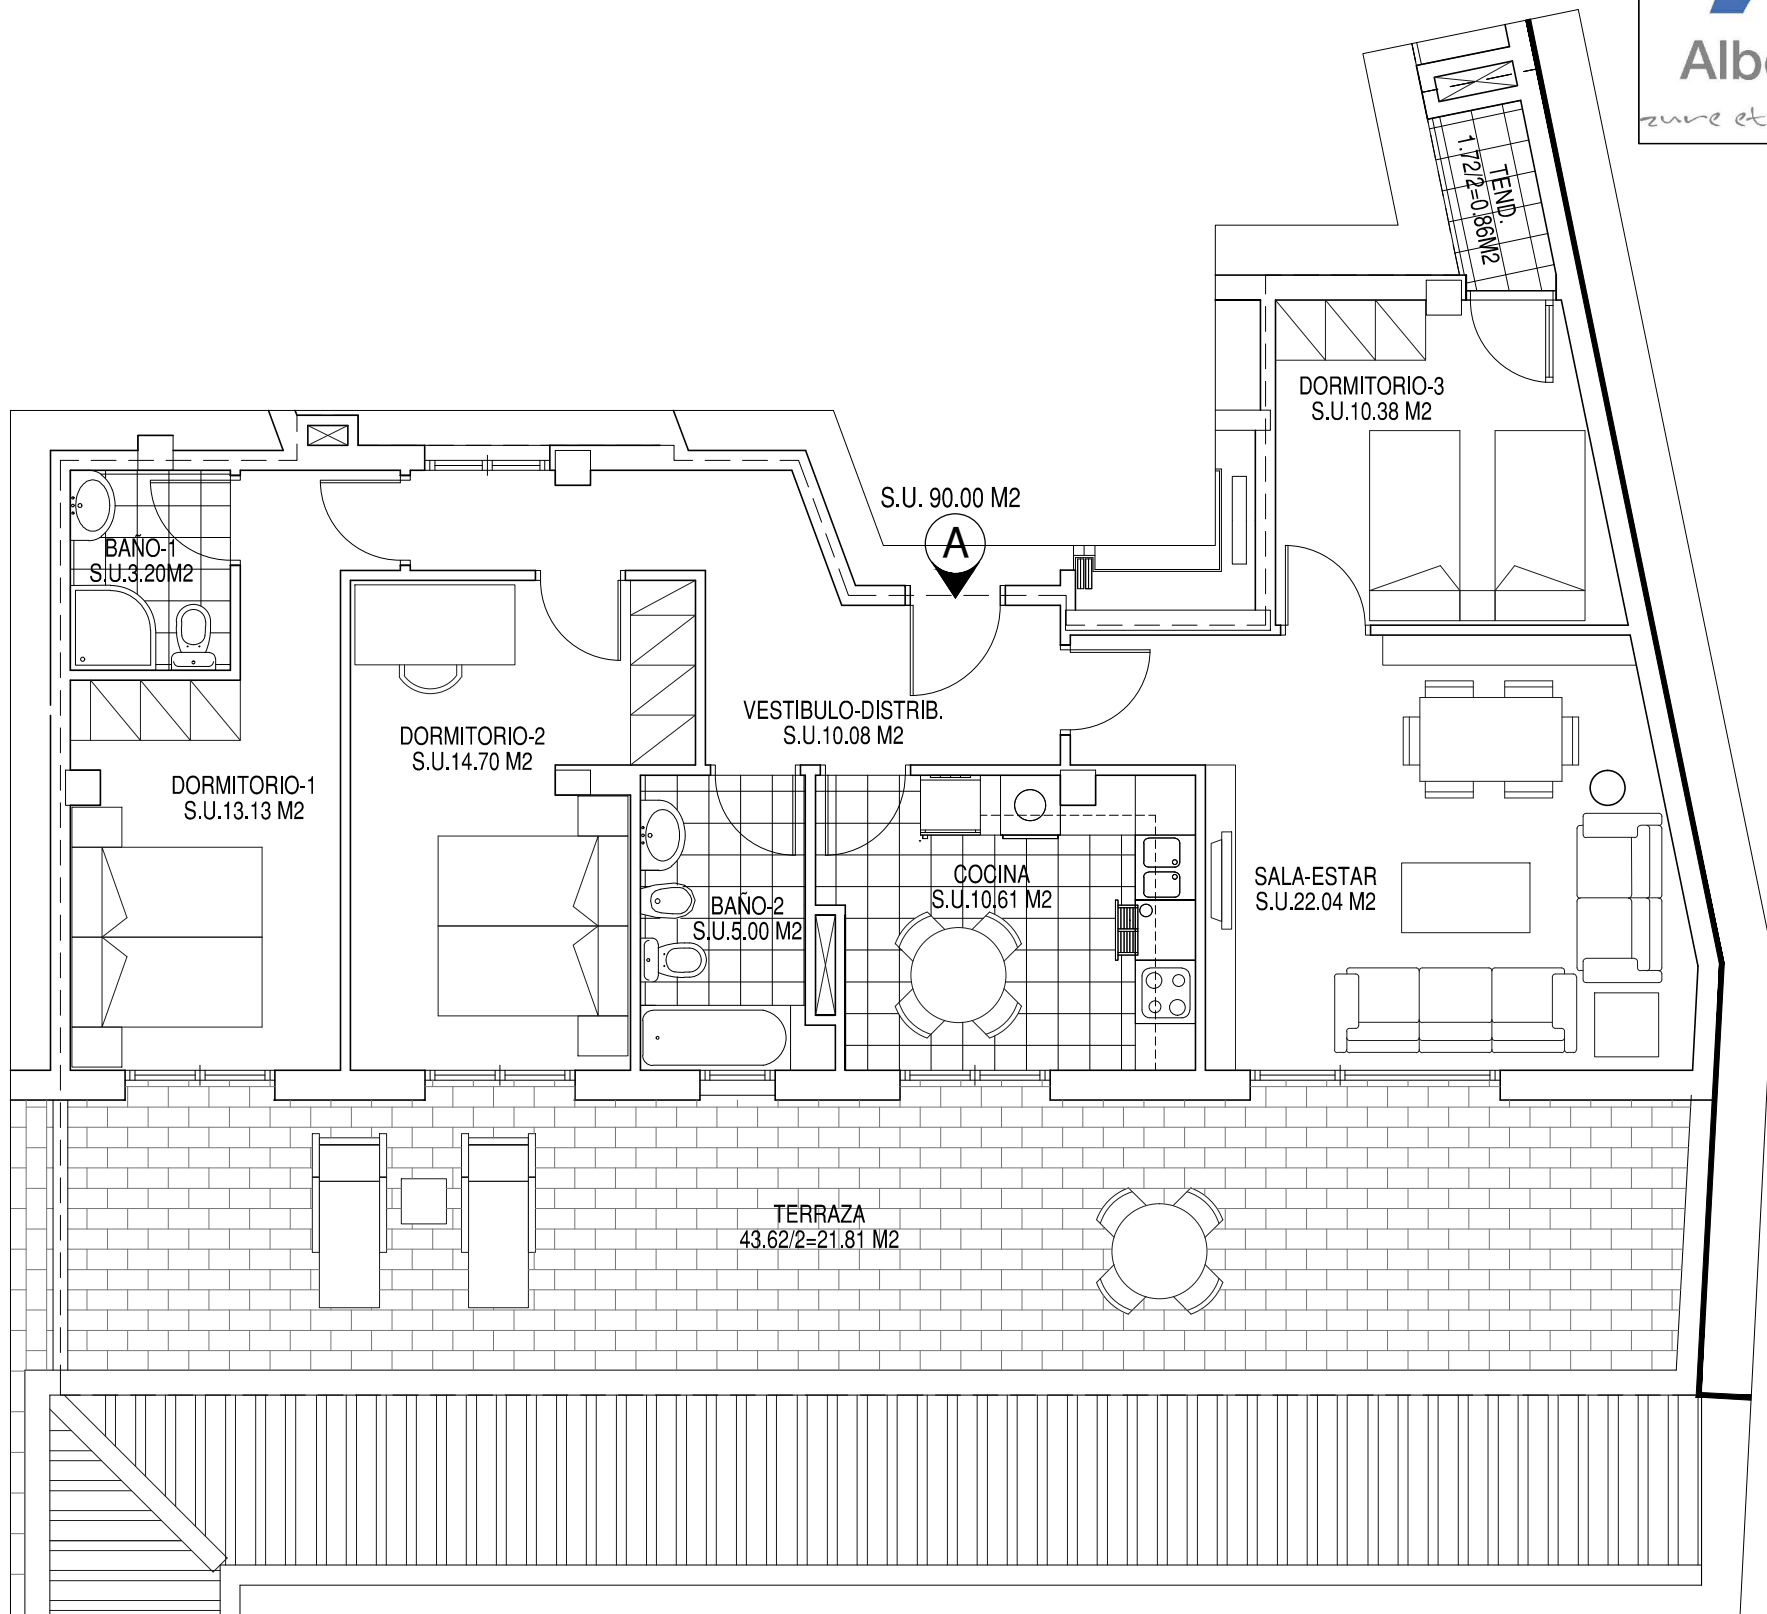 Alb
zure et
TEND.
1.72/2=0.86M2
DORMITORIO-3
S.U.10.38 M2
S.U. 90.00 M2
A
BAÑO-1
S.U.3.20M2
VESTIBULO-DISTRIB.
S.U.10.08 M2
DORMITORIO-2
S.U.14.70 M2
DORMITORIO-1
S.U.13.13 M2
COCINA
S.U.10.61 M2
SALA-ESTAR
S.U.22.04 M2
BAÑO-2
S.U.5.00 M2
TERRAZA
43.62/2=21.81 M2